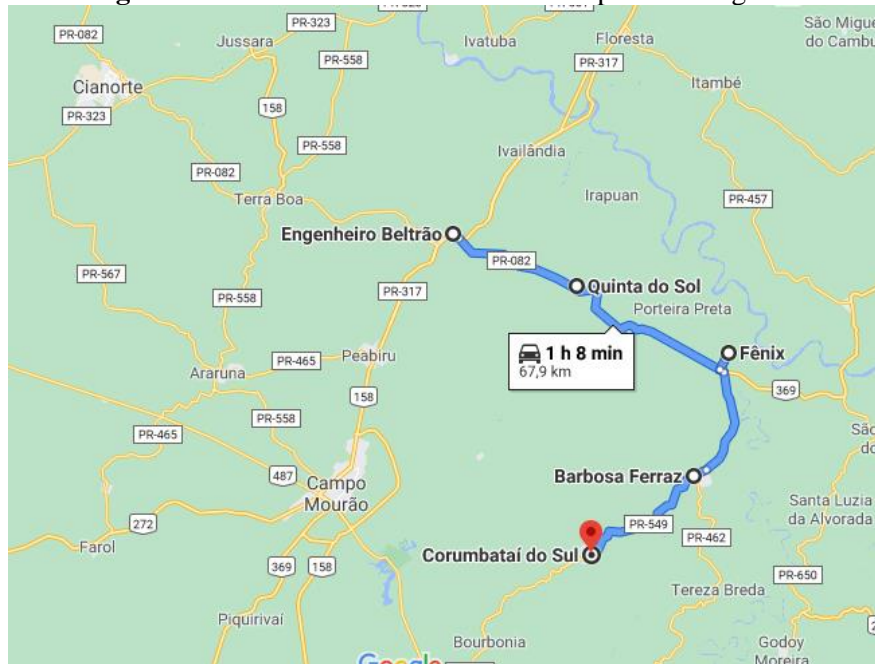 PR-323
São Migue
do Cambu
PR-082
Jussara
Ivatuba
Floresta
PR-558
PR-317
Itambé
Cianorte
158
PR-323
PR-558
Ivailândia
PR-082
Terra Boa
Irapuan
PR-457
Engenheiro Beltrão
PR-082
PR-567
Quinta do Sol
PR-558
PR-317
Porteira Preta
1 h 8 min
67,9 km
Fênix
PR-465
Peabiru
Araruna
158
369
PR-558
PR-465
São
do
487
Barbosa Ferraz
Campo
Mourão
Santa Luzia
da Alvorada
272
PR-549
Farol
Corumbataí do Sul
PR-462
369
158
PR-650
Tereza Breda
Piquirivaí
Bourbonia
Godoy
Moreira
Google